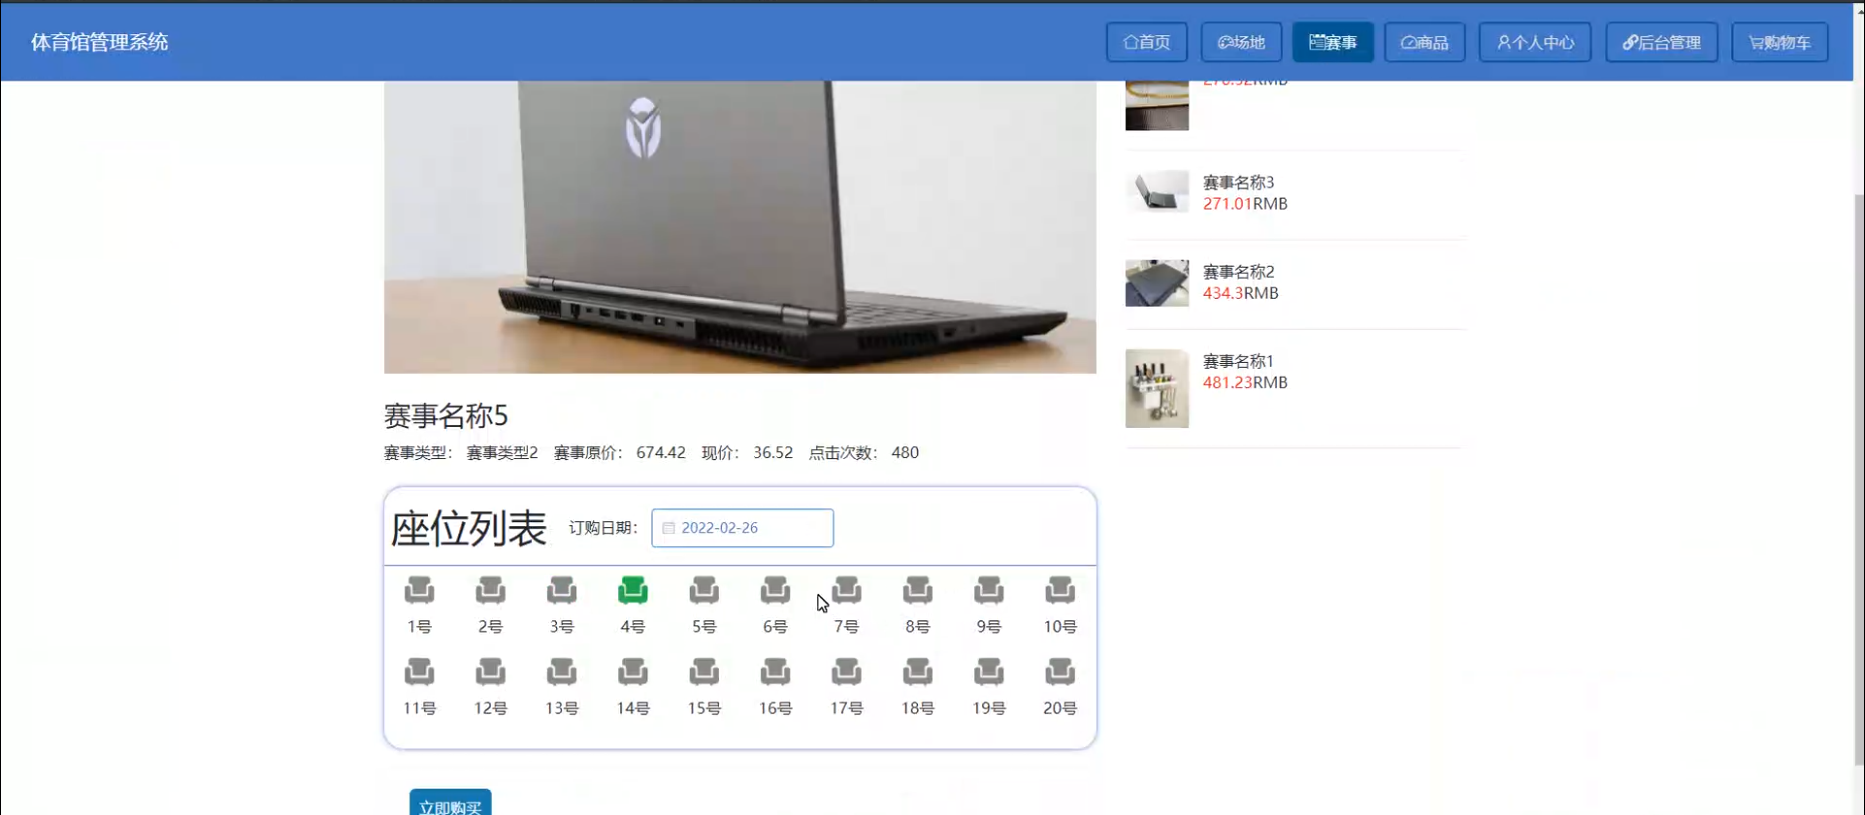 体育馆管理系统
首页 场地 赛事 商品 个人中心 后台管理 购物车
赛事名称3
271.01RMB
赛事名称2
434.3RMB
赛事名称1
481.23RMB
赛事名称5
赛事类型： 赛事类型2 赛事原价： 674.42 现价： 36.52 点击次数： 480
座位列表 订购日期： 2022-02-26
1号 2号 3号 4号 5号 6号 7号 8号 9号 10号
11号 12号 13号 14号 15号 16号 17号 18号 19号 20号
立即购买